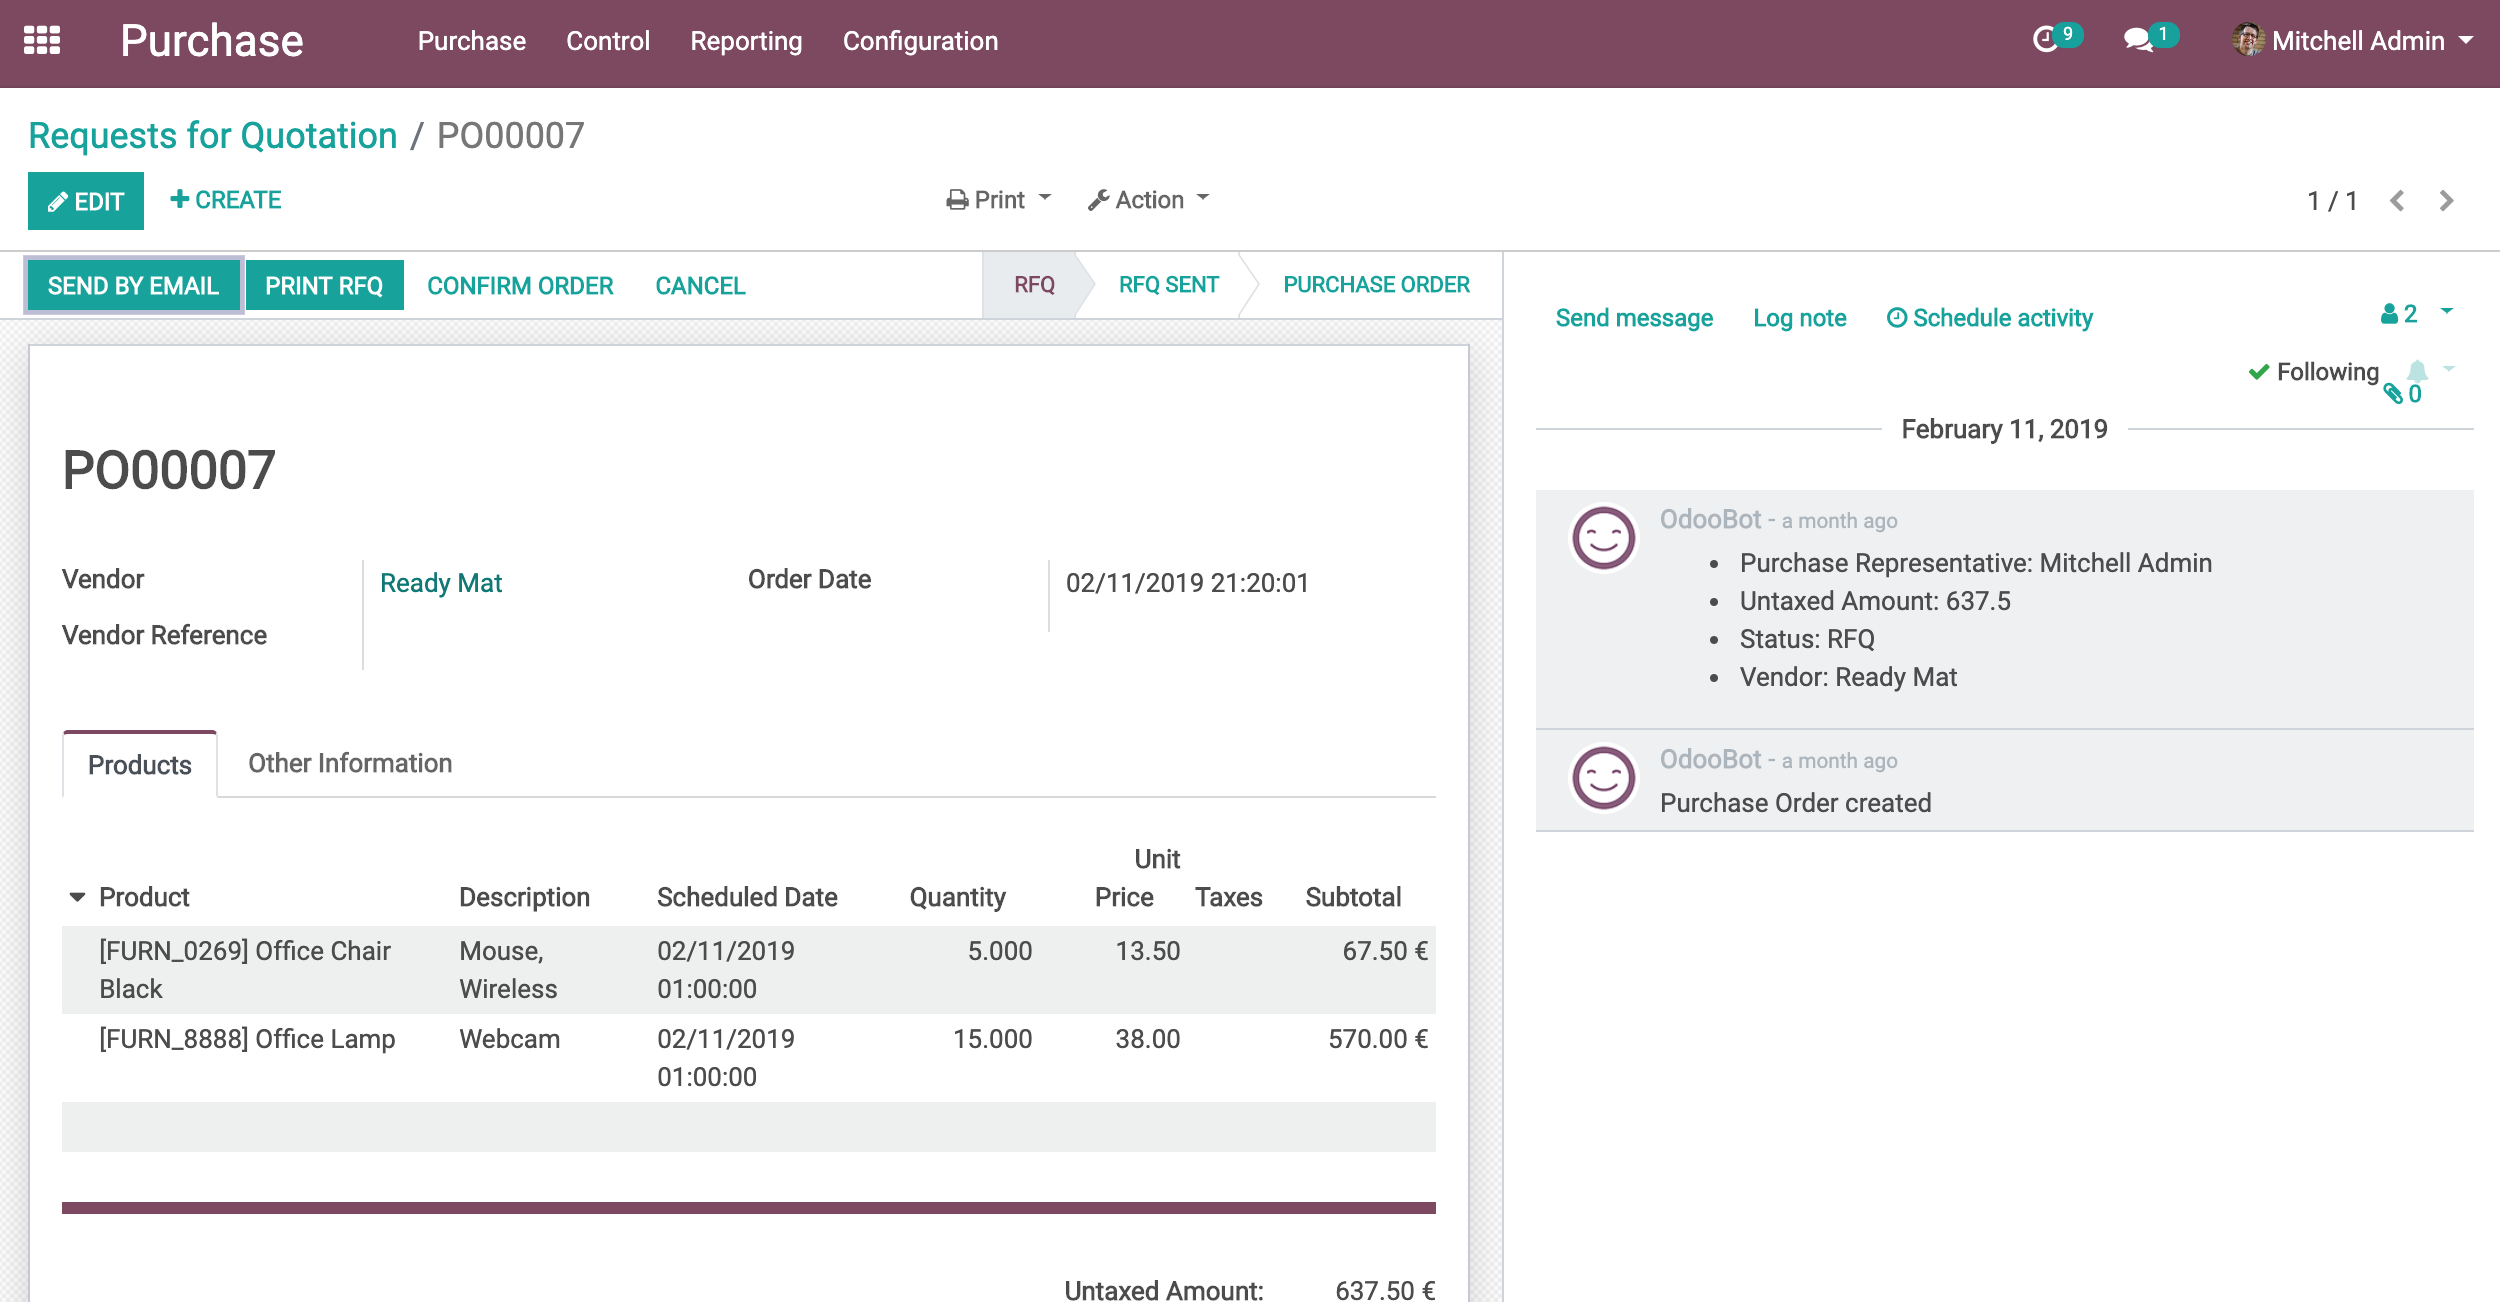 Purchase Purchase Control Reporting Configuration 9 1 Mitchell Admin
Requests for Quotation / PO00007
EDIT CREATE Print Action 1 / 1
SEND BY EMAIL PRINT RFQ CONFIRM ORDER CANCEL RFQ RFQ SENT PURCHASE ORDER
Send message Log note Schedule activity 2
Following
0
February 11, 2019
PO00007
Vendor Ready Mat Order Date 02/11/2019 21:20:01
Vendor Reference
Products Other Information
Unit
Product Description Scheduled Date Quantity Price Taxes Subtotal
[FURN_0269] Office Chair Mouse, 02/11/2019 5.000 13.50 67.50 €
Black Wireless 01:00:00
[FURN_8888] Office Lamp Webcam 02/11/2019 15.000 38.00 570.00 €
01:00:00
Untaxed Amount: 637.50 €
OdooBot - a month ago
• Purchase Representative: Mitchell Admin
• Untaxed Amount: 637.5
• Status: RFQ
• Vendor: Ready Mat
OdooBot - a month ago
Purchase Order created